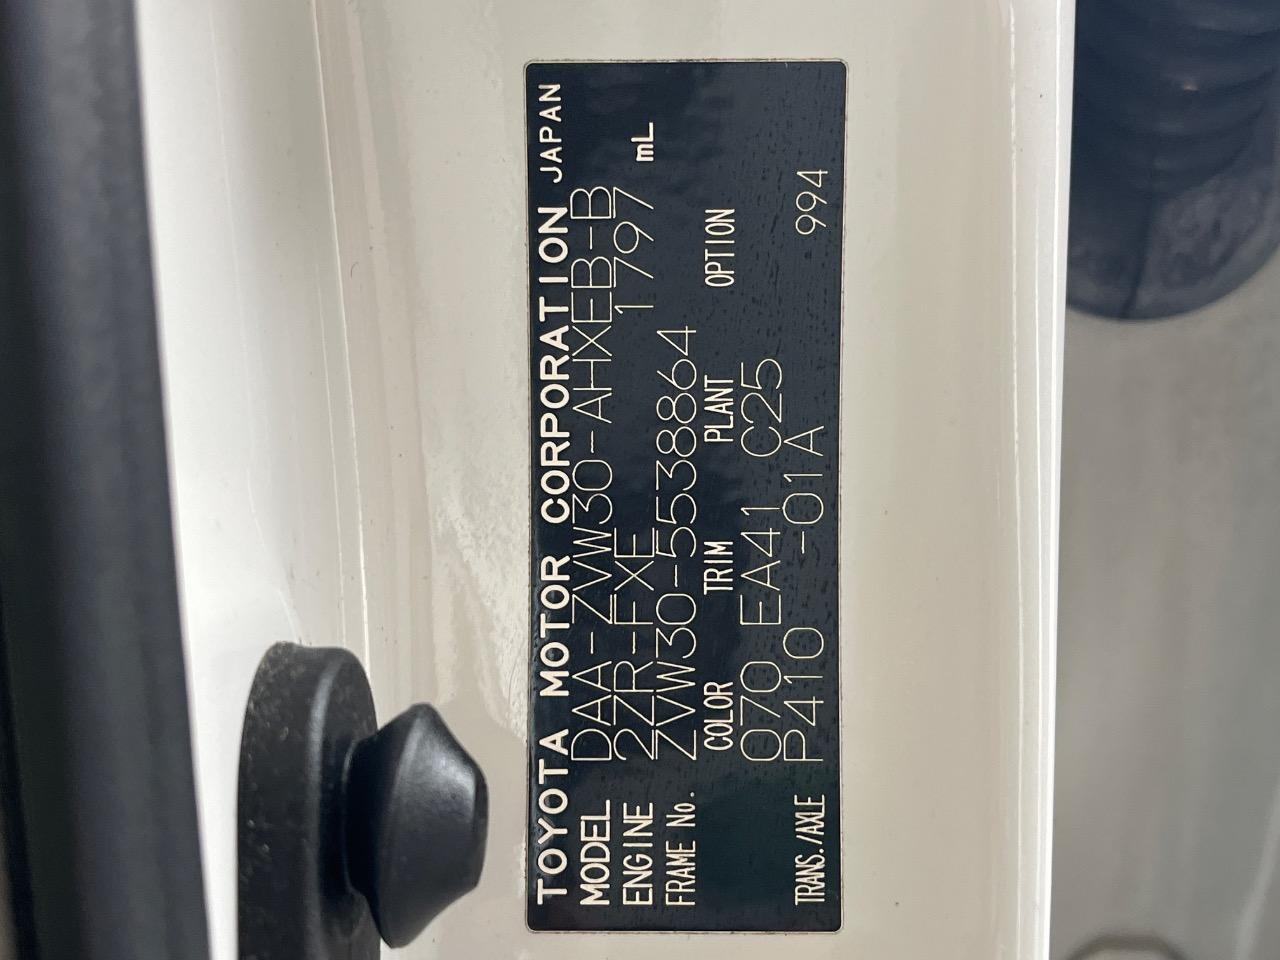 TOYOTA MOTOR CORPORATION JAPAN
MODEL DAA-ZVW30-AHXEB-B
ENGINE 2ZR-FXE 1797 mL
FRAME No. ZVW30-5538864
COLOR TRIM PLANT OPTION
070 EA41 C25
TRANS./AXLE P410 -01A 994